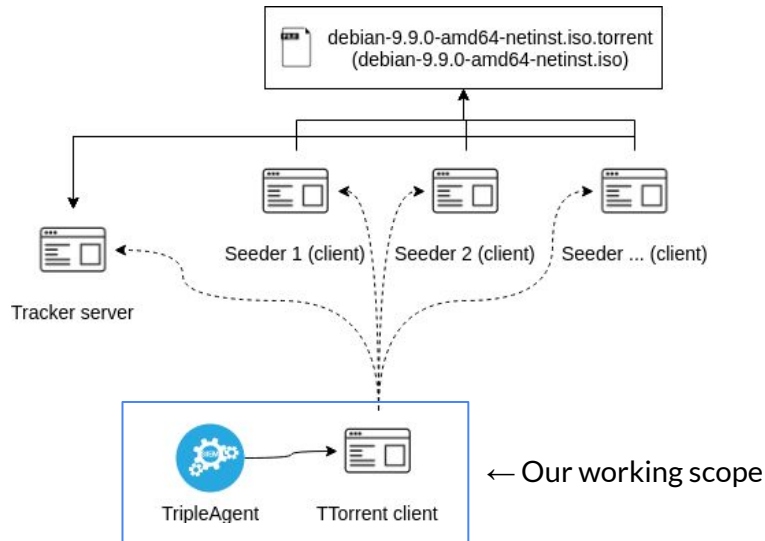 FILE
debian-9.9.0-amd64-netinst.iso.torrent
(debian-9.9.0-amd64-netinst.iso)
Seeder 1 (client)
Seeder 2 (client)
Seeder ... (client)
Tracker server
TripleAgent
TTorrent client
← Our working scope